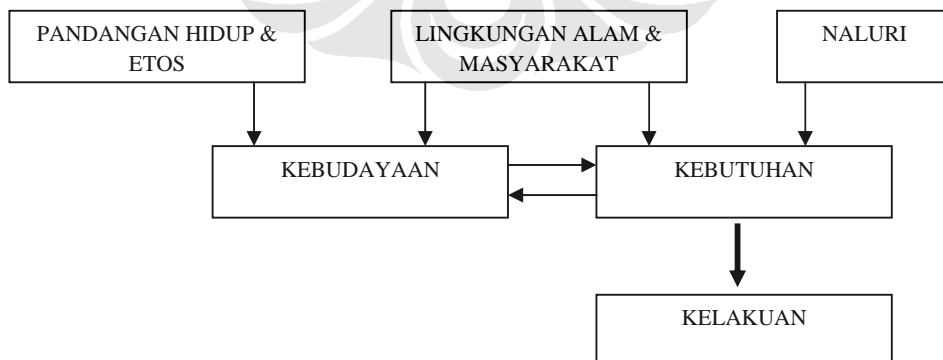 PANDANGAN HIDUP &
ETOS
LINGKUNGAN ALAM &
MASYARAKAT
NALURI
KEBUDAYAAN
KEBUTUHAN
KELAKUAN